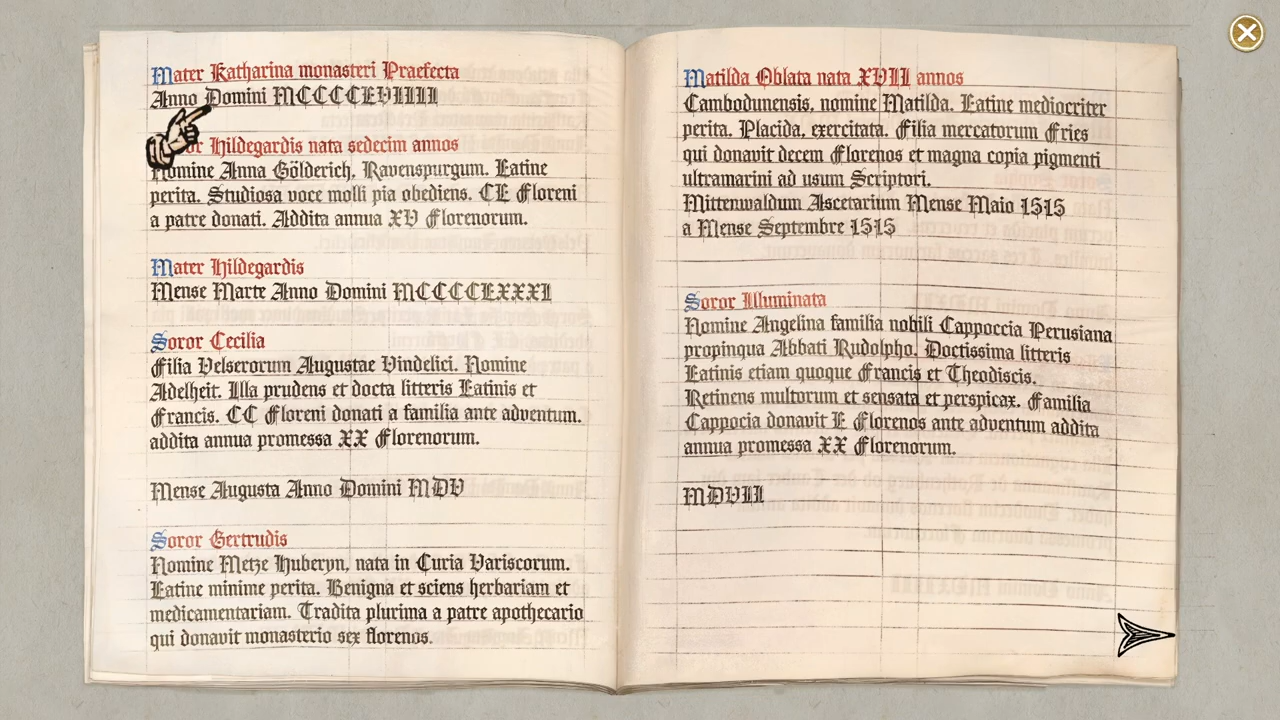 Mater Katharina monasteri Praefecta
Anno Domini MCCCCLVIIII
Hildegardis nata sedecim annos
Nomine Anna Gölderich, Ravenspurgum. Latine
perita. Studiosa voce molli pia obediens. CL Floreni
a patre donati. Addita annua XV Florenorum.
Mater Hildegardis
Mense Marte Anno Domini MCCCCLXXXI
Soror Cecilia
Filia Velserorum Augustae Vindelici. Nomine
Adelheit. Illa prudens et docta litteris Latinis et
Francis. CC Floreni donati a familia ante adventum.
addita annua promessa XX Florenorum.
Mense Augusta Anno Domini MDV
Soror Gertrudis
Nomine Metze Huberyn, nata in Curia Variscorum.
Latine minime perita. Benigna et sciens herbariam et
medicamentariam. Tradita plurima a patre apothecario
qui donavit monasterio sex florenos.
Matilda Oblata nata XVII annos
Cambodunensis, nomine Matilda. Latine mediocriter
perita. Placida, exercitata. Filia mercatorum Fries
qui donavit decem Florenos et magna copia pigmenti
ultramarini ad usum Scriptori.
Mittenwaldum Ascetarium Mense Maio 1515
a Mense Septembre 1515
Soror Illuminata
Nomine Angelina familia nobili Cappoccia Perusiana
propinqua Abbati Rudolpho. Doctissima litteris
Latinis etiam quoque Francis et Theodiscis.
Retinens multorum et sensata et perspicax. Familia
Cappocia donavit L Florenos ante adventum addita
annua promessa XX Florenorum.
MDVII